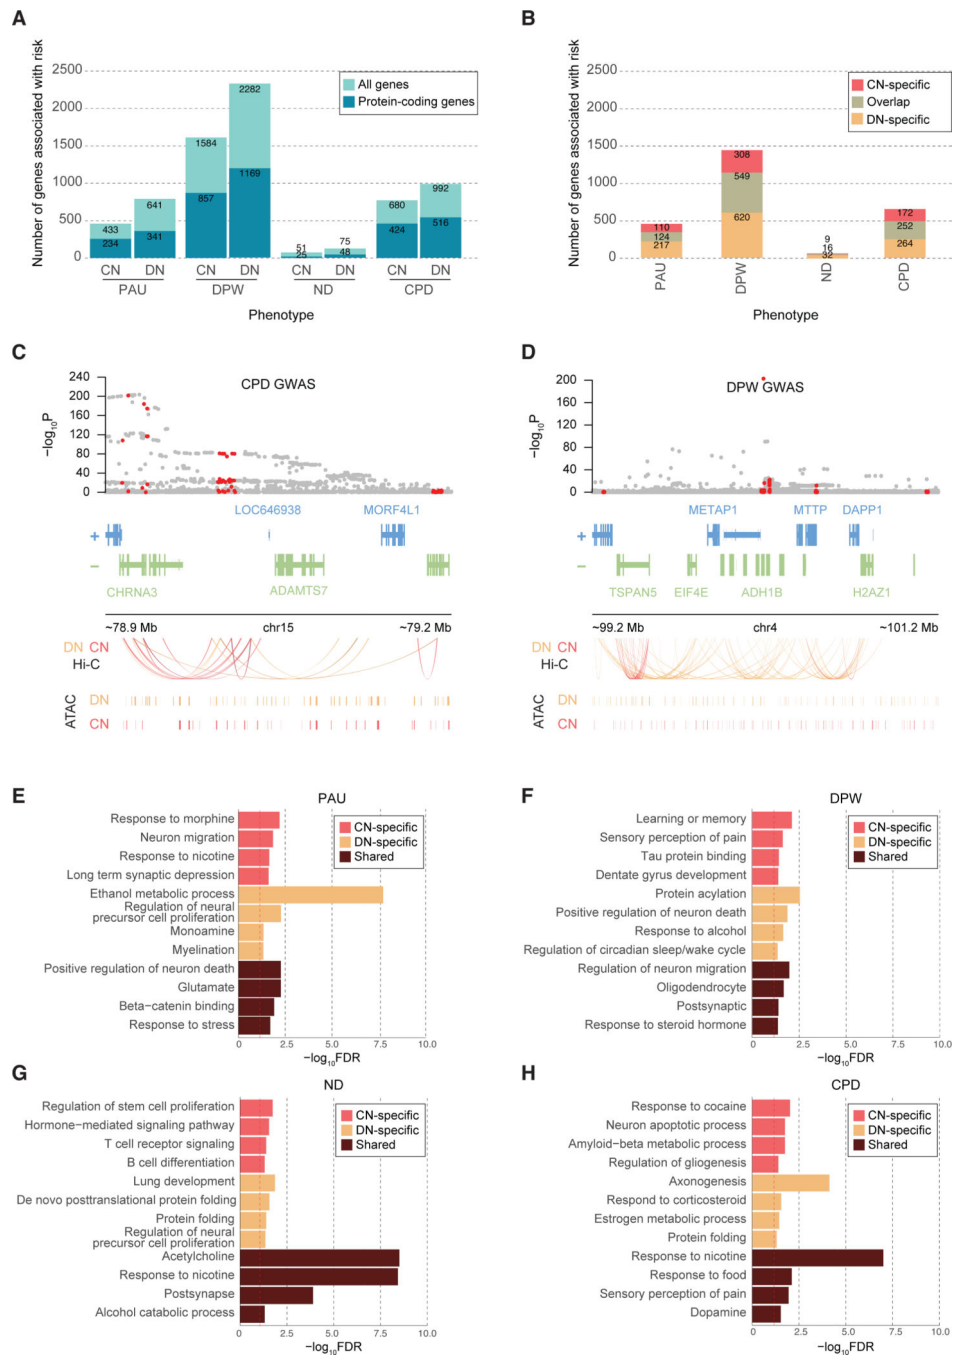 A
Number of genes associated with risk
2500
2000
1500
1000
500
0
All genes
Protein-coding genes
433
234
641
341
1584
857
2282
1169
51
25
75
48
680
424
992
516
CN DN CN DN CN DN CN DN
PAU DPW ND CPD
Phenotype
B
Number of genes associated with risk
2500
2000
1500
1000
500
0
CN-specific
Overlap
DN-specific
110
124
217
308
549
620
9
16
32
172
252
264
PAU DPW ND CPD
Phenotype
C
CPD GWAS
−log10P
240
200
160
120
80
40
0
LOC646938 MORF4L1
+
−
CHRNA3 ADAMTS7
~78.9 Mb chr15 ~79.2 Mb
DN CN
Hi-C
ATAC
DN
CN
D
DPW GWAS
−log10P
200
160
120
80
40
0
METAP1 MTTP DAPP1
+
−
TSPAN5 EIF4E ADH1B H2AZ1
~99.2 Mb chr4 ~101.2 Mb
DN CN
Hi-C
ATAC
DN
CN
E
PAU
Response to morphine
Neuron migration
Response to nicotine
Long term synaptic depression
Ethanol metabolic process
Regulation of neural
precursor cell proliferation
Monoamine
Myelination
Positive regulation of neuron death
Glutamate
Beta-catenin binding
Response to stress
CN-specific
DN-specific
Shared
0 2.5 5.0 7.5 10.0
−log10FDR
F
DPW
Learning or memory
Sensory perception of pain
Tau protein binding
Dentate gyrus development
Protein acylation
Positive regulation of neuron death
Response to alcohol
Regulation of circadian sleep/wake cycle
Regulation of neuron migration
Oligodendrocyte
Postsynaptic
Response to steroid hormone
CN-specific
DN-specific
Shared
0 2.5 5.0 7.5 10.0
−log10FDR
G
ND
Regulation of stem cell proliferation
Hormone-mediated signaling pathway
T cell receptor signaling
B cell differentiation
Lung development
De novo posttranslational protein folding
Protein folding
Regulation of neural
precursor cell proliferation
Acetylcholine
Response to nicotine
Postsynapse
Alcohol catabolic process
CN-specific
DN-specific
Shared
0 2.5 5.0 7.5 10.0
−log10FDR
H
CPD
Response to cocaine
Neuron apoptotic process
Amyloid-beta metabolic process
Regulation of gliogenesis
Axonogenesis
Respond to corticosteroid
Estrogen metabolic process
Protein folding
Response to nicotine
Response to food
Sensory perception of pain
Dopamine
CN-specific
DN-specific
Shared
0 2.5 5.0 7.5 10.0
−log10FDR